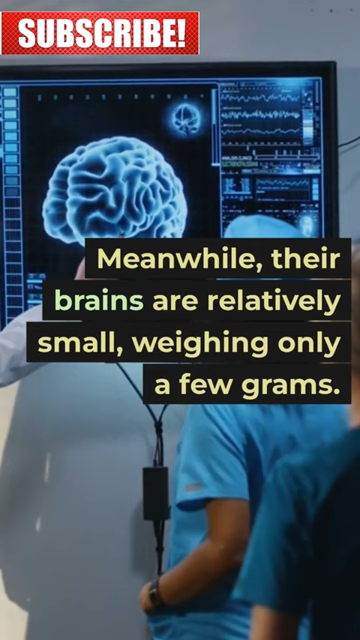 SUBSCRIBE!
Meanwhile, their
brains are relatively
small, weighing only
a few grams.